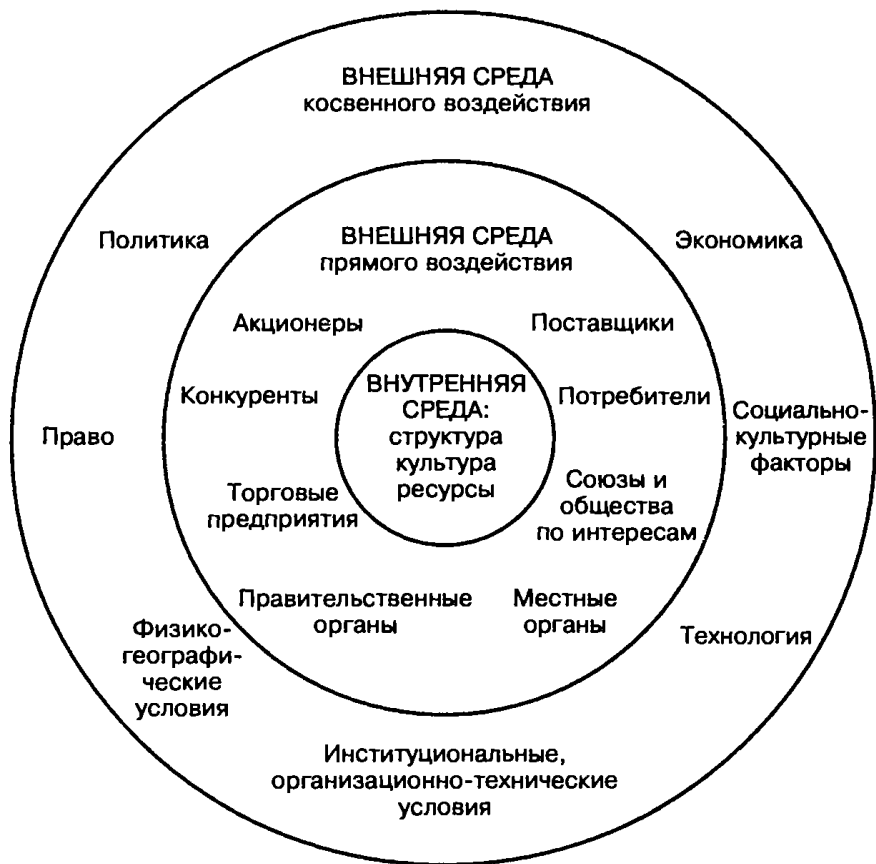 ВНЕШНЯЯ СРЕДА
косвенного воздействия
Политика
ВНЕШНЯЯ СРЕДА
прямого воздействия
Экономика
Акционеры
Поставщики
Конкуренты
ВНУТРЕННЯЯ
СРЕДА:
структура
культура
ресурсы
Потребители
Право
Социально-
культурные
факторы
Торговые
предприятия
Союзы и
общества
по интересам
Правительственные
органы
Местные
органы
Физико-
географи-
ческие
условия
Технология
Институциональные,
организационно-технические
условия